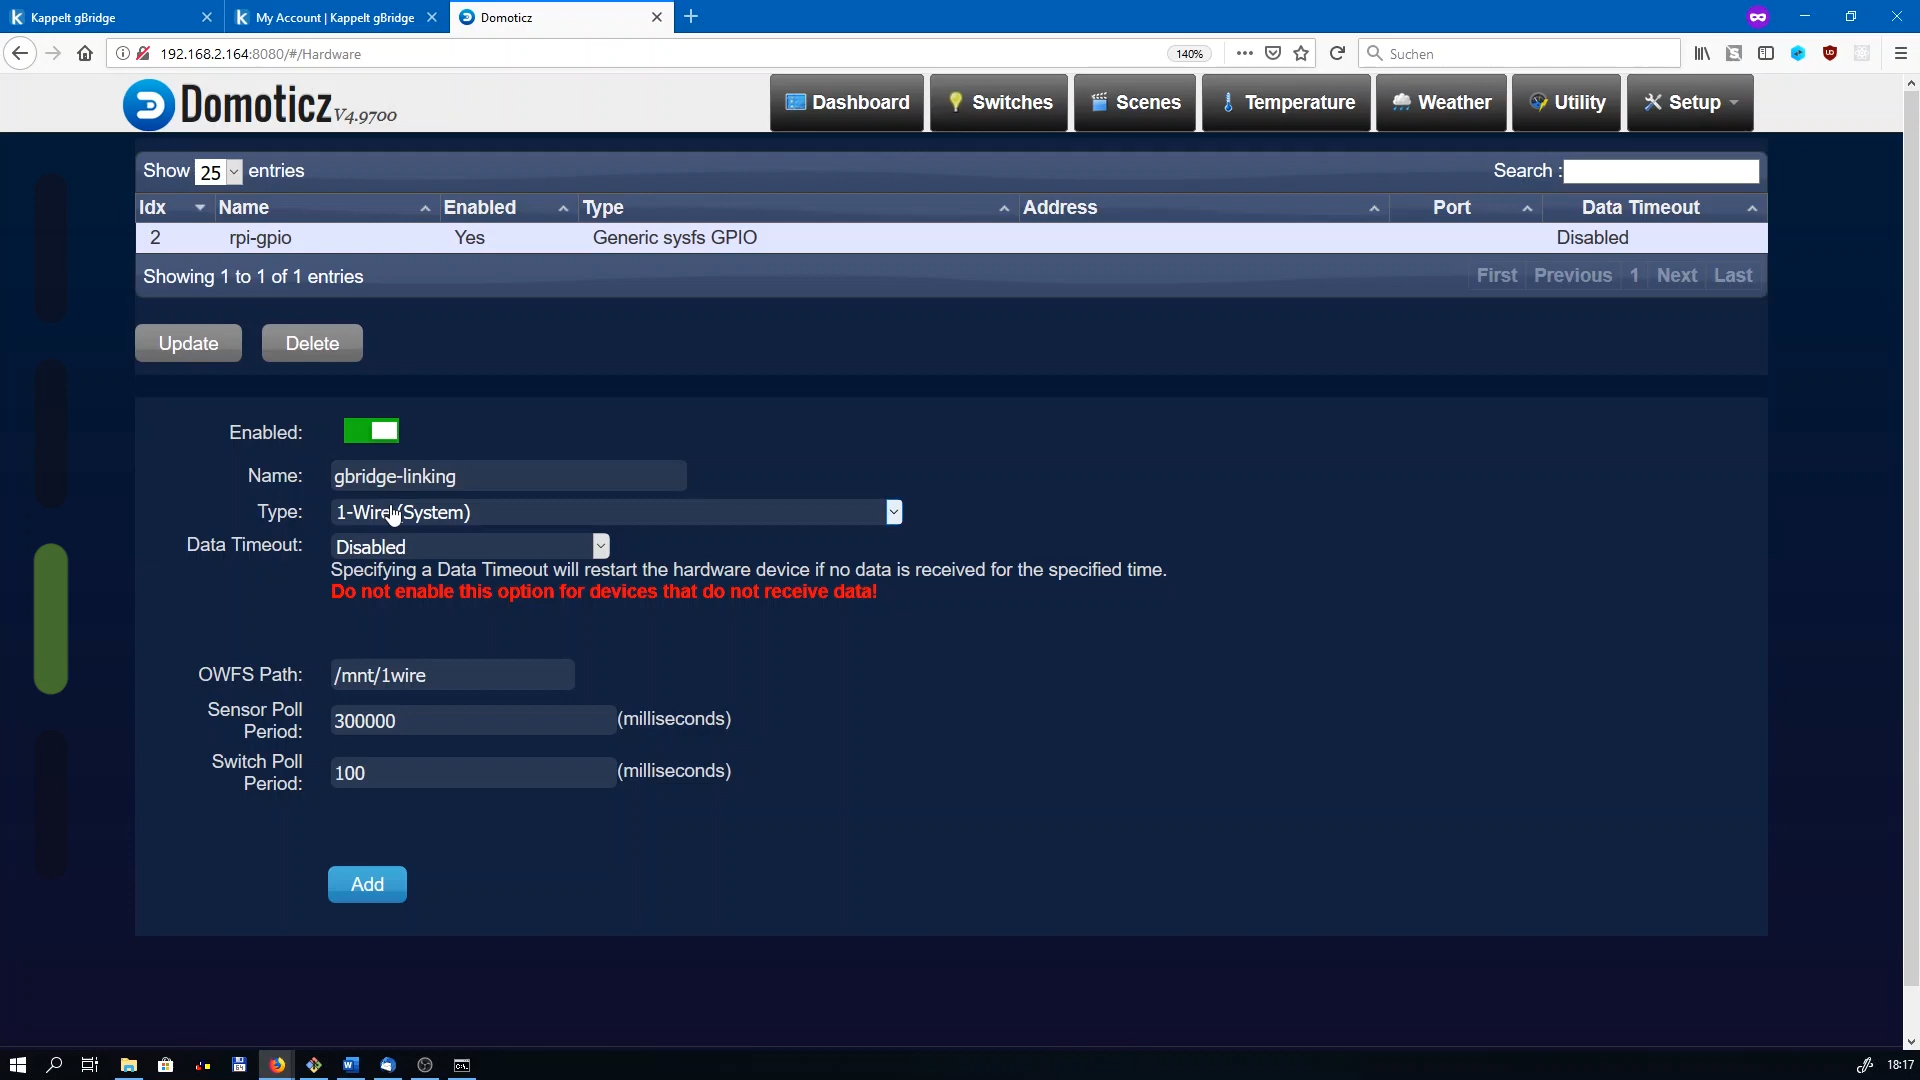 Kappelt gBridge
My Account | Kappelt gBridge
Domoticz
192.168.2.164:8080/#/Hardware
140%
Suchen
Domoticz V4.9700
Dashboard
Switches
Scenes
Temperature
Weather
Utility
Setup
Show 25 entries
Search :
Idx Name Enabled Type Address Port Data Timeout
2 rpi-gpio Yes Generic sysfs GPIO Disabled
Showing 1 to 1 of 1 entries
First Previous 1 Next Last
Update Delete
Enabled:
Name: gbridge-linking
Type: 1-Wire (System)
Data Timeout: Disabled
Specifying a Data Timeout will restart the hardware device if no data is received for the specified time.
Do not enable this option for devices that do not receive data!
OWFS Path: /mnt/1wire
Sensor Poll
Period: 300000 (milliseconds)
Switch Poll
Period: 100 (milliseconds)
Add
18:17